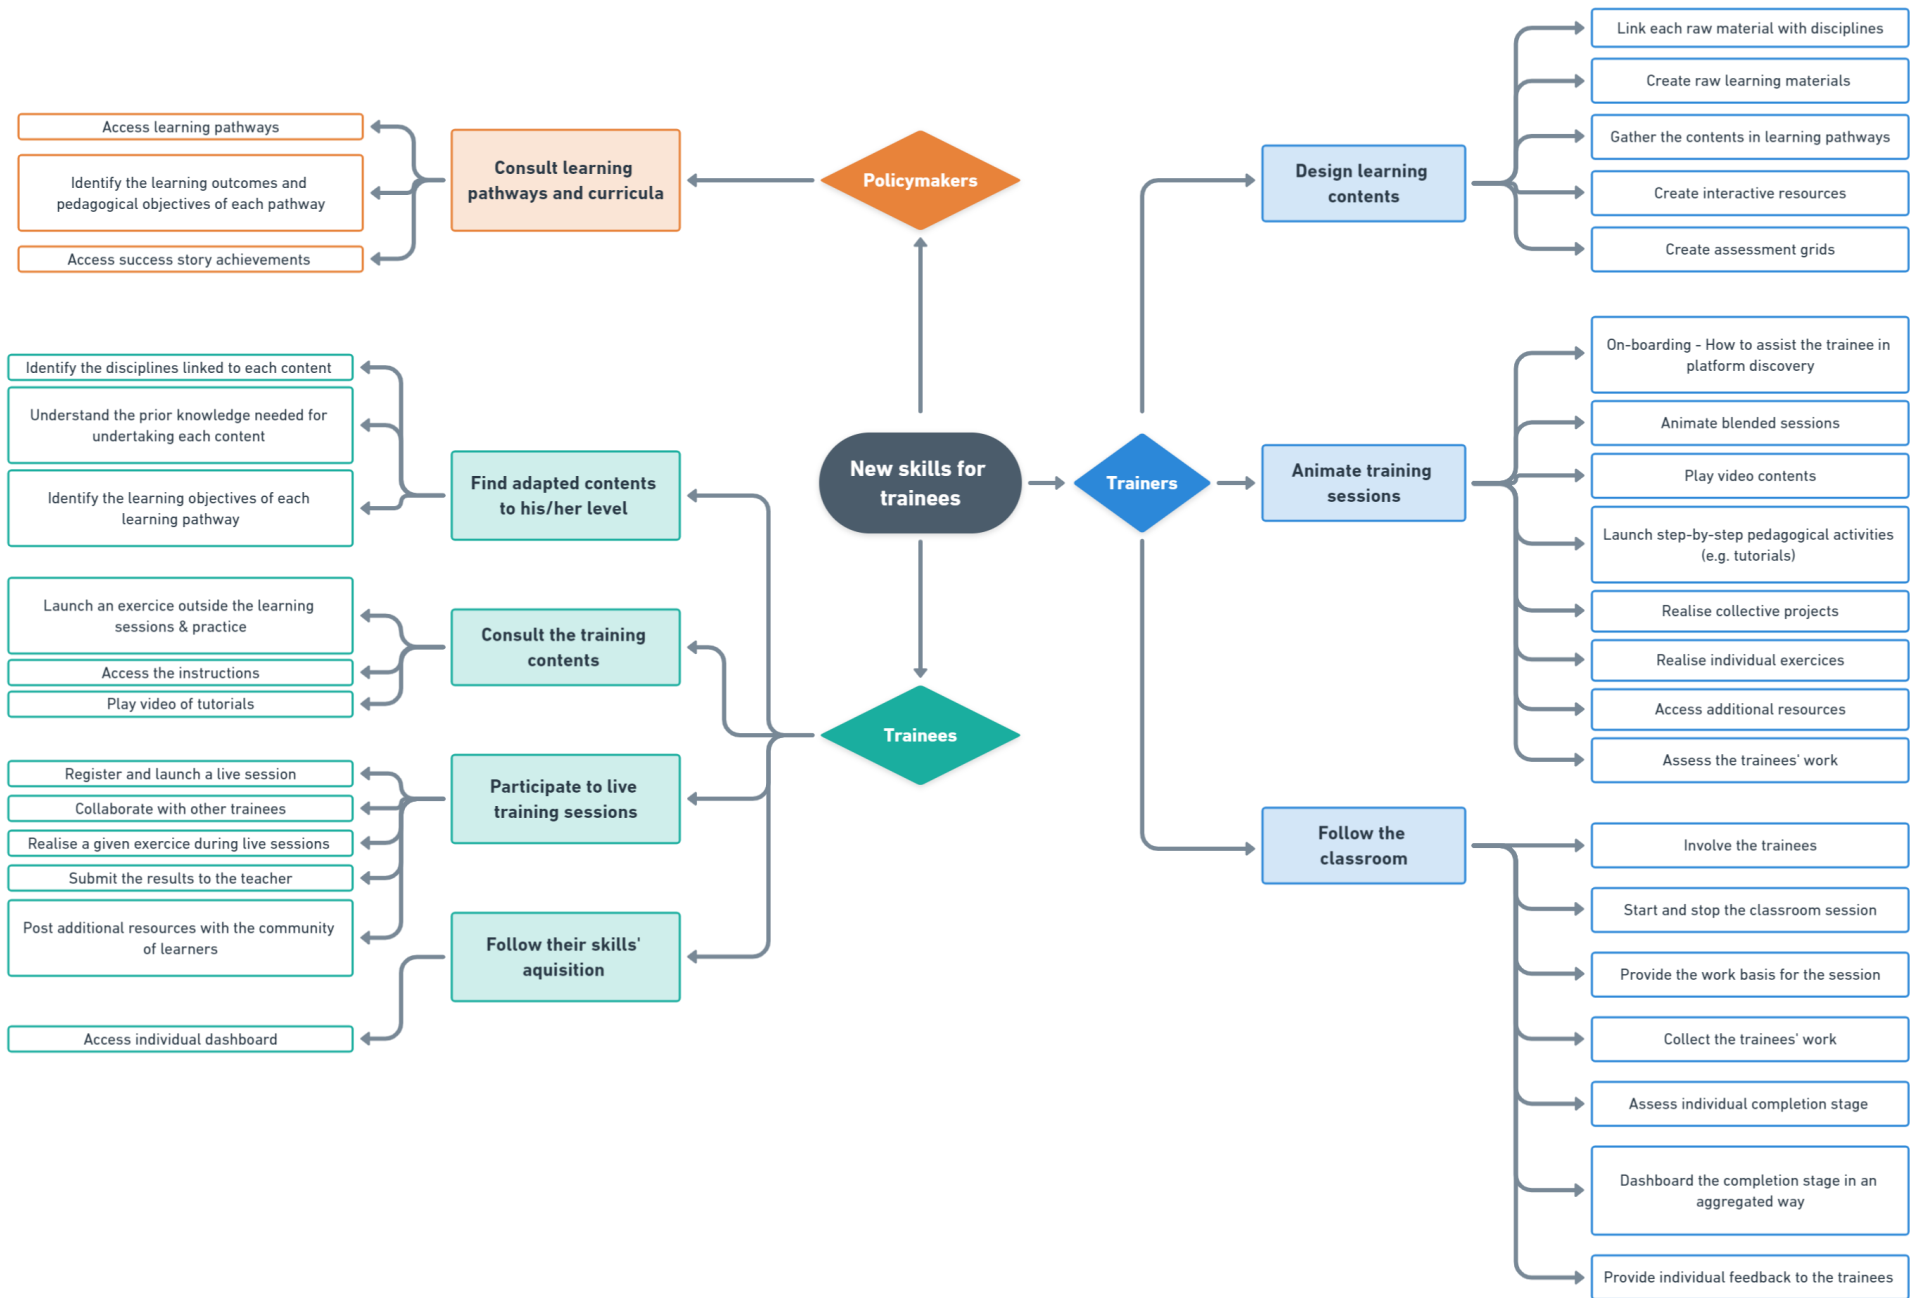 New skills for
trainees
Policymakers
Consult learning
pathways and curricula
Access learning pathways
Identify the learning outcomes and
pedagogical objectives of each pathway
Access success story achievements
Trainers
Design learning
contents
Link each raw material with disciplines
Create raw learning materials
Gather the contents in learning pathways
Create interactive resources
Create assessment grids
Animate training
sessions
On-boarding - How to assist the trainee in
platform discovery
Animate blended sessions
Play video contents
Launch step-by-step pedagogical activities
(e.g. tutorials)
Realise collective projects
Realise individual exercices
Access additional resources
Assess the trainees' work
Follow the
classroom
Involve the trainees
Start and stop the classroom session
Provide the work basis for the session
Collect the trainees' work
Assess individual completion stage
Dashboard the completion stage in an
aggregated way
Provide individual feedback to the trainees
Trainees
Find adapted contents
to his/her level
Identify the disciplines linked to each content
Understand the prior knowledge needed for
undertaking each content
Identify the learning objectives of each
learning pathway
Consult the training
contents
Launch an exercice outside the learning
sessions & practice
Access the instructions
Play video of tutorials
Participate to live
training sessions
Register and launch a live session
Collaborate with other trainees
Realise a given exercice during live sessions
Submit the results to the teacher
Post additional resources with the community
of learners
Follow their skills'
aquisition
Access individual dashboard